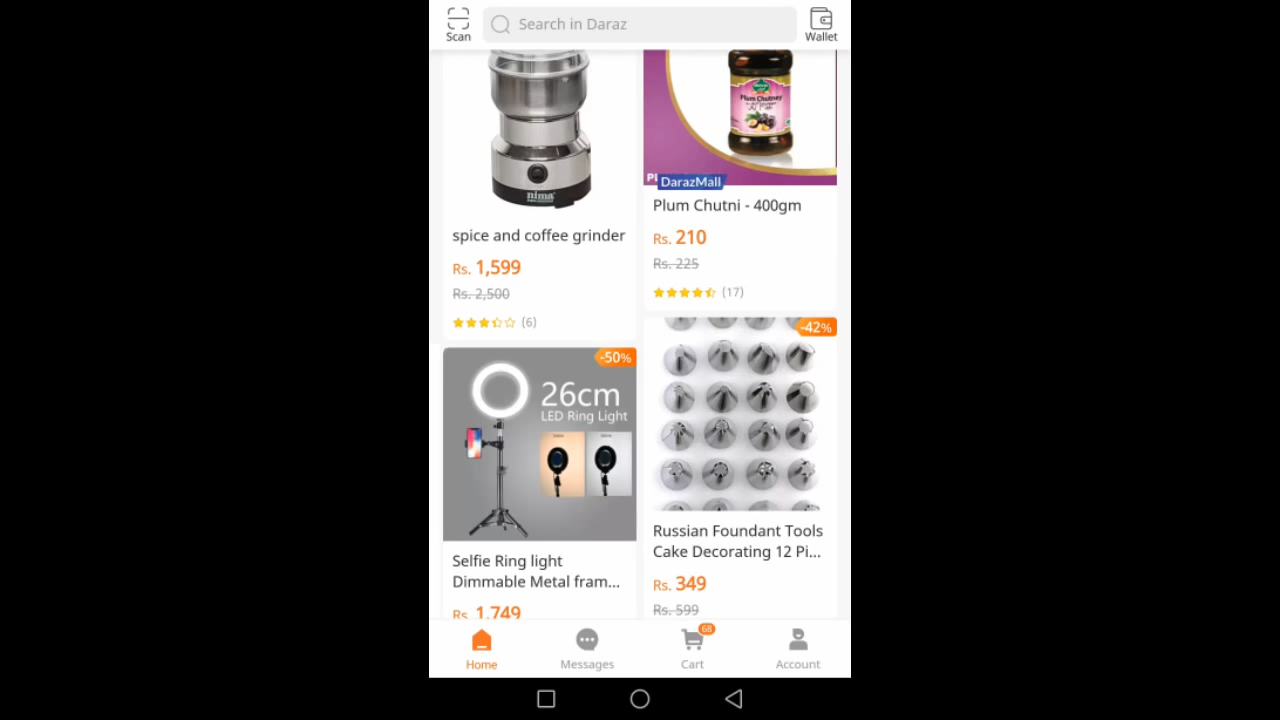 Scan
Search in Daraz
Wallet
nima
Plum Chutney
DarazMall
spice and coffee grinder
Rs. 1,599
Rs. 2,500
(6)
Plum Chutni - 400gm
Rs. 210
Rs. 225
(17)
-50%
26cm
LED Ring Light
Selfie Ring light
Dimmable Metal fram...
Rs. 1,749
-42%
Russian Foundant Tools
Cake Decorating 12 Pi...
Rs. 349
Rs. 599
Home
Messages
68
Cart
Account